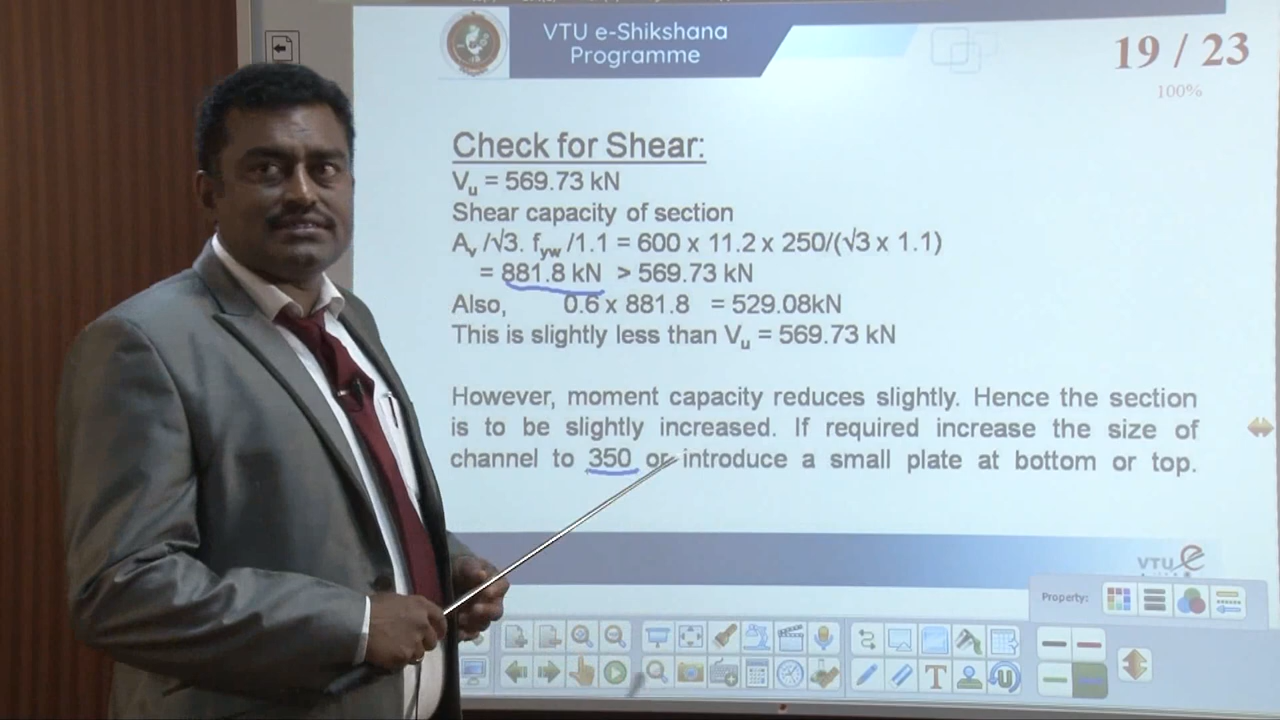 VTU e-Shikshana
Programme
19 / 23
100%
Check for Shear:
Vu = 569.73 kN
Shear capacity of section
Av /√3. fyw /1.1 = 600 x 11.2 x 250/(√3 x 1.1)
= 881.8 kN > 569.73 kN
Also, 0.6 x 881.8 = 529.08kN
This is slightly less than Vu = 569.73 kN
However, moment capacity reduces slightly. Hence the section
is to be slightly increased. If required increase the size of
channel to 350 or introduce a small plate at bottom or top.
VTU e
Property:
T